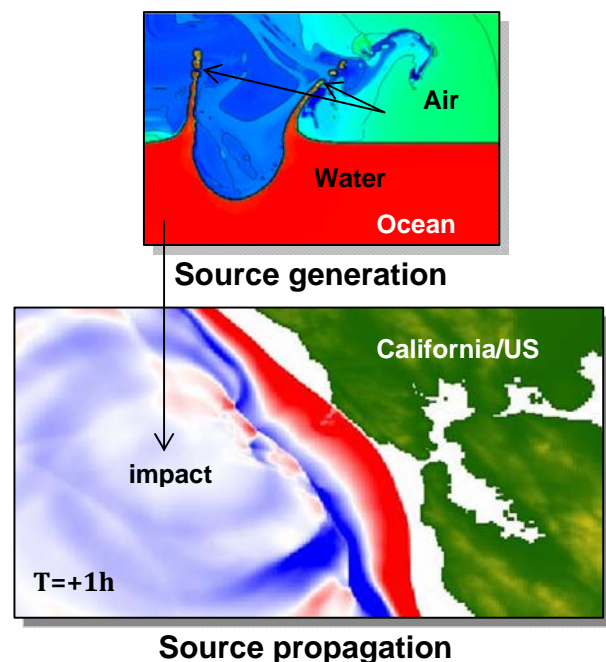 Air
Water
Ocean
Source generation
California/US
impact
T=+1h
Source propagation